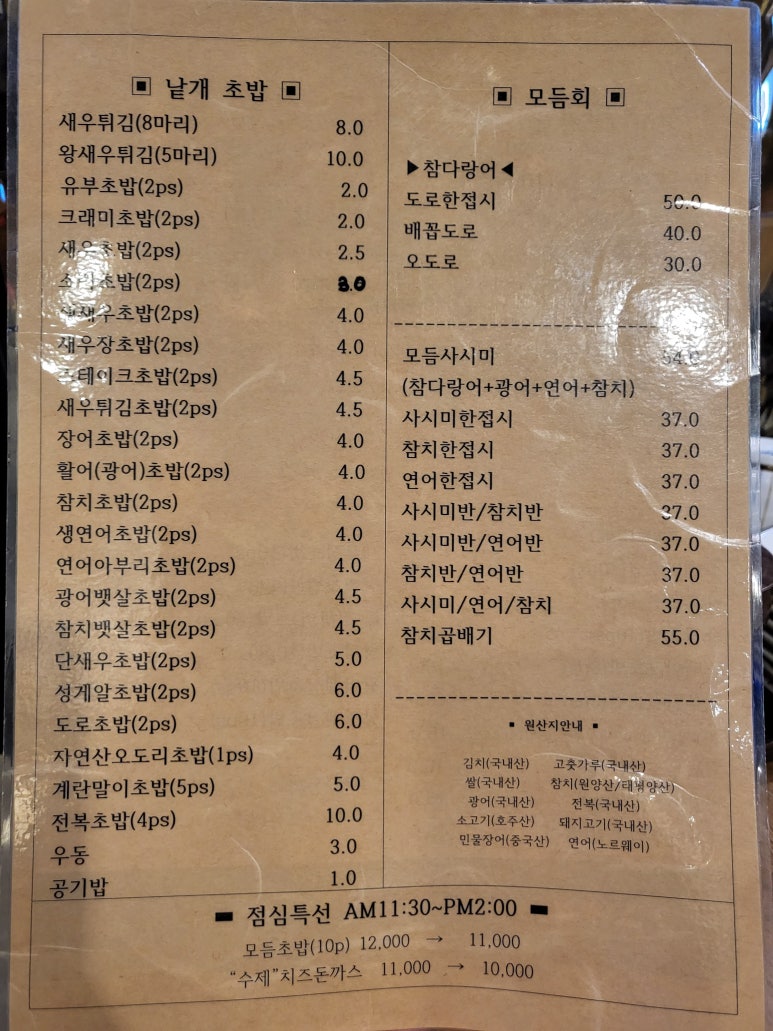 ▣ 낱개 초밥 ▣
새우튀김(8마리) 8.0
왕새우튀김(5마리) 10.0
유부초밥(2ps) 2.0
크래미초밥(2ps) 2.0
새우초밥(2ps) 2.5
초밥(2ps) 3.0
초밥(2ps) 4.0
새우장초밥(2ps) 4.0
스테이크초밥(2ps) 4.5
새우튀김초밥(2ps) 4.5
장어초밥(2ps) 4.0
활어(광어)초밥(2ps) 4.0
참치초밥(2ps) 4.0
생연어초밥(2ps) 4.0
연어아부리초밥(2ps) 4.0
광어뱃살초밥(2ps) 4.5
참치뱃살초밥(2ps) 4.5
단새우초밥(2ps) 5.0
성게알초밥(2ps) 6.0
도로초밥(2ps) 6.0
자연산오도리초밥(1ps) 4.0
계란말이초밥(5ps) 5.0
전복초밥(4ps) 10.0
우동 3.0
공기밥 1.0
▣ 모듬회 ▣
▶참다랑어◀
도로한접시 50.0
배꼽도로 40.0
오도로 30.0
모듬사시미 54.0
(참다랑어+광어+연어+참치)
사시미한접시 37.0
참치한접시 37.0
연어한접시 37.0
사시미반/참치반 37.0
사시미반/연어반 37.0
참치반/연어반 37.0
사시미/연어/참치 37.0
참치곱배기 55.0
▪ 원산지안내 ▪
김치(국내산) 고춧가루(국내산)
쌀(국내산) 참치(원양산/태평양산)
광어(국내산) 전복(국내산)
소고기(호주산) 돼지고기(국내산)
민물장어(중국산) 연어(노르웨이)
▬ 점심특선 AM11:30~PM2:00 ▬
모듬초밥(10p) 12,000 → 11,000
“수제”치즈돈까스 11,000 → 10,000